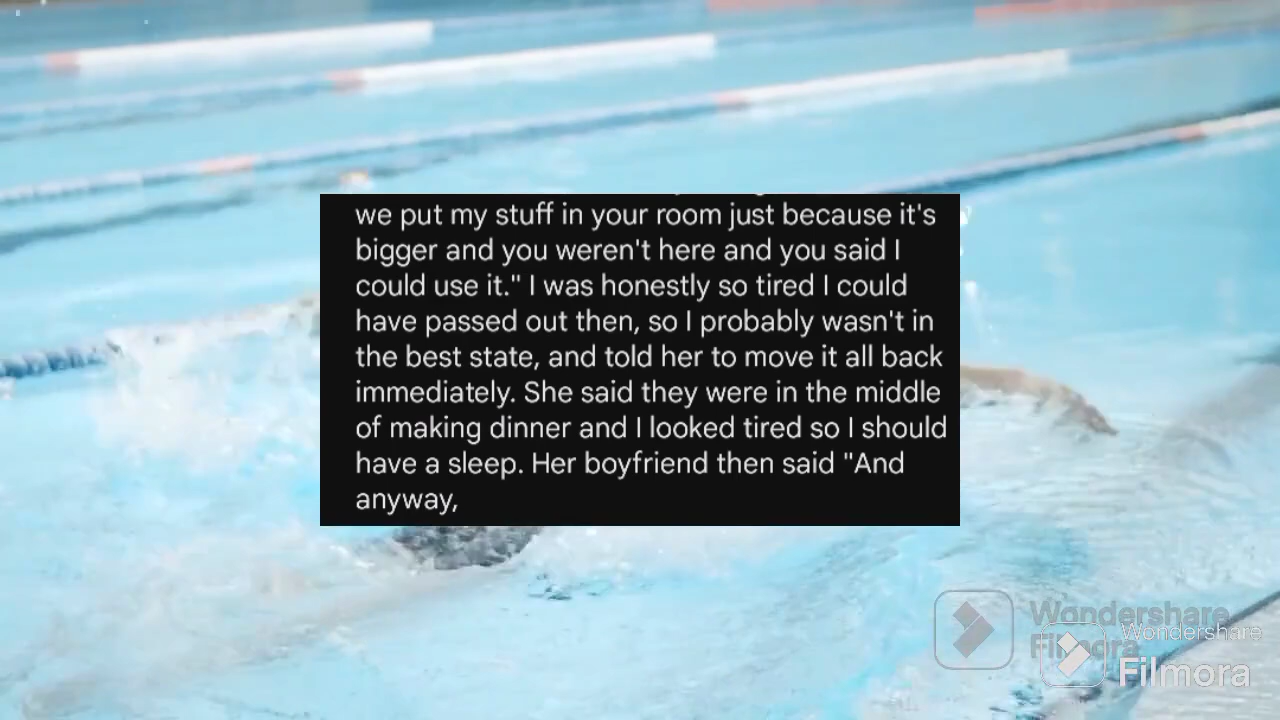 we put my stuff in your room just because it's
bigger and you weren't here and you said I
could use it." I was honestly so tired I could
have passed out then, so I probably wasn't in
the best state, and told her to move it all back
immediately. She said they were in the middle
of making dinner and I looked tired so I should
have a sleep. Her boyfriend then said "And
anyway,
Wondershare
Filmora
Wondershare
Filmora